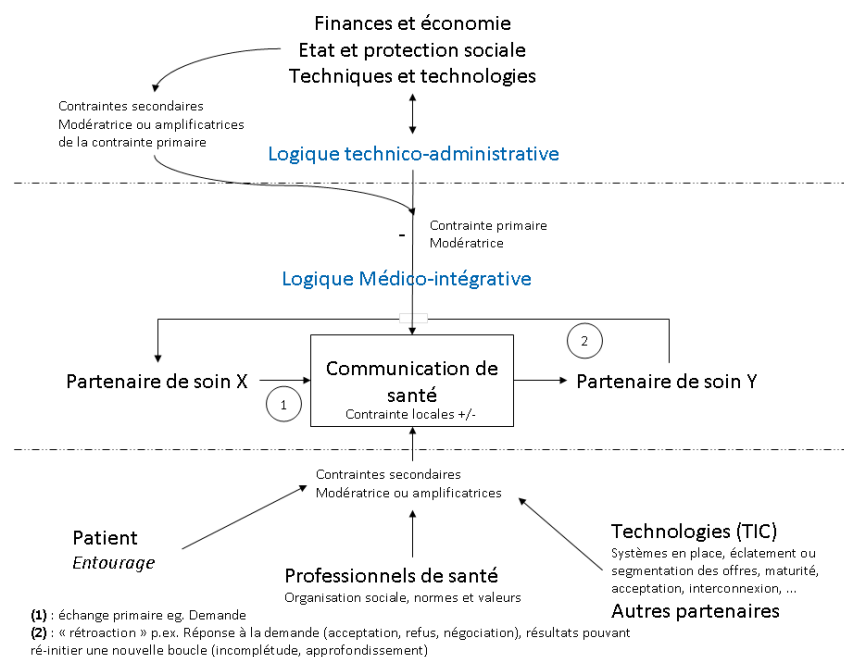 Finances et économie
Etat et protection sociale
Techniques et technologies
Contraintes secondaires
Modératrice ou amplificatrices
de la contrainte primaire
Logique technico-administrative
Contrainte primaire
Modératrice
-
Logique Médico-intégrative
2
Partenaire de soin X
1
Communication de
santé
Contrainte locales +/-
Partenaire de soin Y
Contraintes secondaires
Modératrice ou amplificatrices
Patient
Entourage
Professionnels de santé
Organisation sociale, normes et valeurs
Technologies (TIC)
Systèmes en place, éclatement ou
segmentation des offres, maturité,
acceptation, interconnexion, ...
Autres partenaires
(1) : échange primaire eg. Demande
(2) : « rétroaction » p.ex. Réponse à la demande (acceptation, refus, négociation), résultats pouvant
ré-initier une nouvelle boucle (incomplétude, approfondissement)